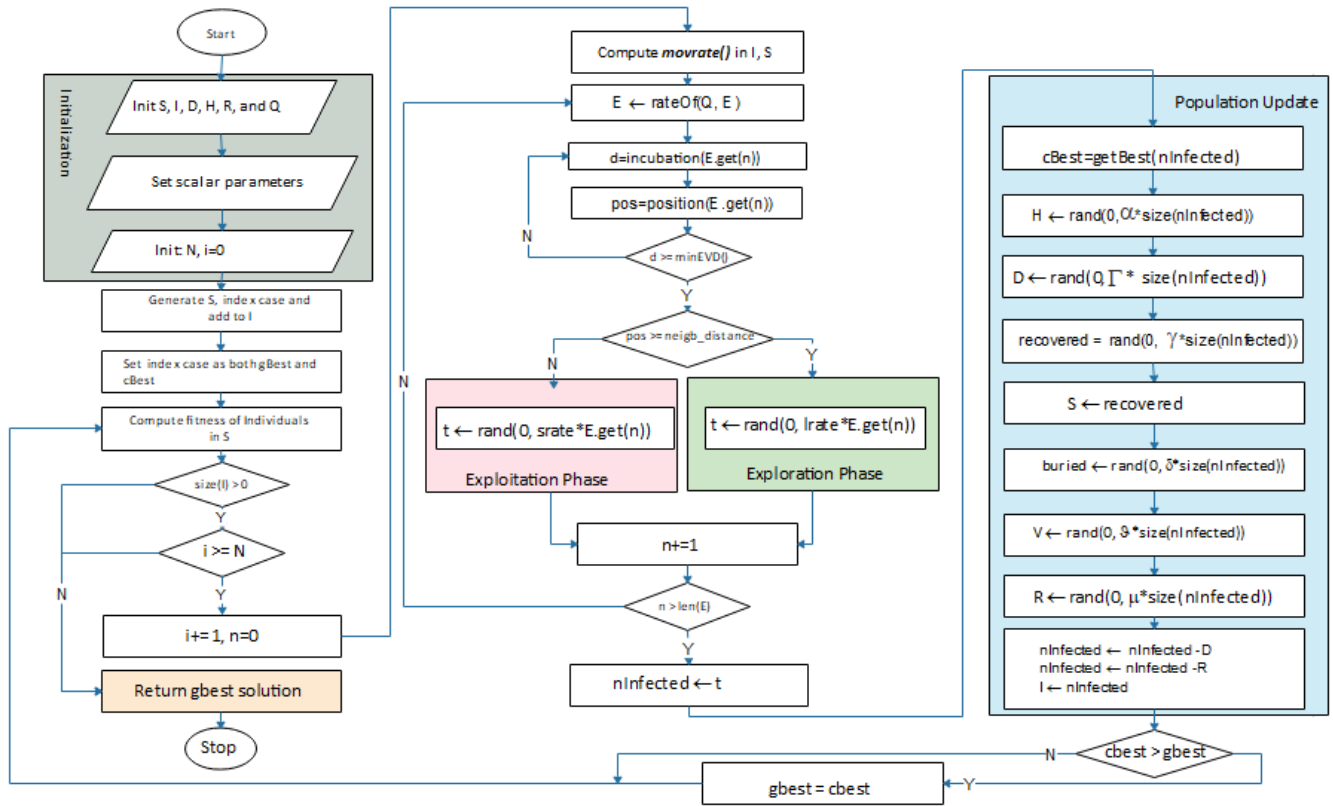 Start
Initialization
Init S, I, D, H, R, and Q
Set scalar parameters
Init: N, i=0
Generate S, index case and
add to I
Set index case as both gBest and
cBest
Compute fitness of Individuals
in S
size(I) > 0
Y
i >= N
N
Y
i+= 1, n=0
Return gbest solution
Stop
Compute movrate() in I, S
E ← rateOf(Q, E )
d=incubation(E.get(n))
pos=position(E .get(n))
N
d >= minEVD()
Y
pos >= neigb_distance
N
Y
N
t ← rand(0, srate*E.get(n))
Exploitation Phase
t ← rand(0, lrate*E.get(n))
Exploration Phase
n+=1
n > len(E)
Y
nInfected ← t
Population Update
cBest=getBest(nInfected)
H ← rand(0,α*size(nInfected))
D ← rand(0,Γ * size(nInfected))
recovered = rand(0, γ*size(nInfected))
S ← recovered
buried ← rand(0, δ*size(nInfected))
V ← rand(0, ϑ*size(nInfected))
R ← rand(0, μ*size(nInfected))
nInfected ← nInfected -D
nInfected ← nInfected -R
I ← nInfected
cbest > gbest
N
Y
gbest = cbest